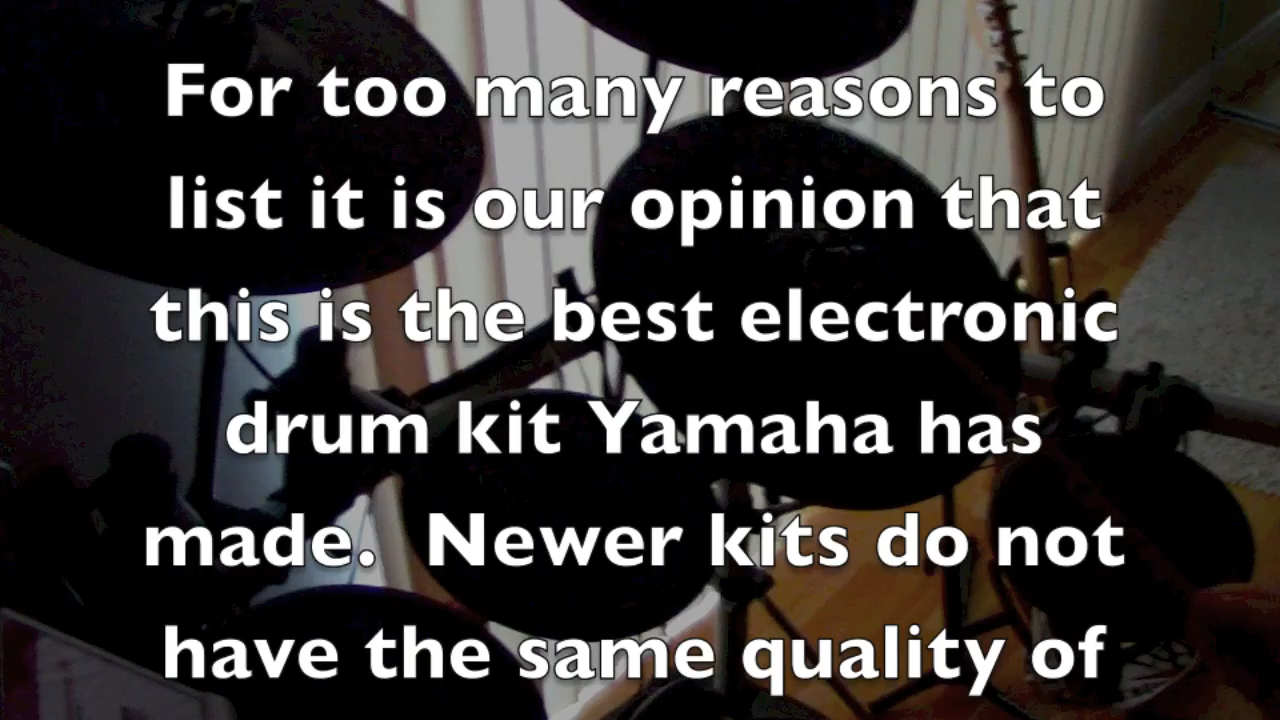 For too many reasons to
list it is our opinion that
this is the best electronic
drum kit Yamaha has
made.  Newer kits do not
have the same quality of